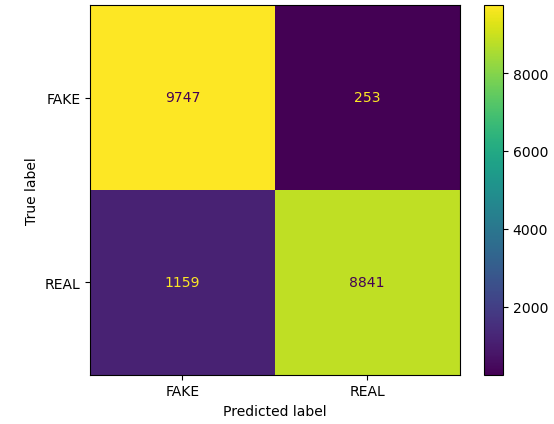 FAKE
9747
253
REAL
1159
8841
FAKE
REAL
Predicted label
True label
8000
6000
4000
2000